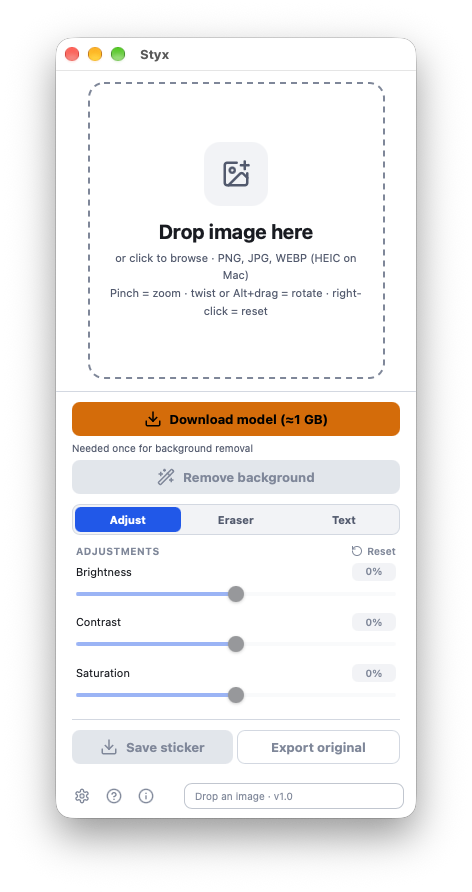 Styx
Drop image here
or click to browse · PNG, JPG, WEBP (HEIC on
Mac)
Pinch = zoom · twist or Alt+drag = rotate · right-
click = reset
Download model (≈1 GB)
Needed once for background removal
Remove background
Adjust Eraser Text
ADJUSTMENTS Reset
Brightness 0%
Contrast 0%
Saturation 0%
Save sticker Export original
Drop an image · v1.0